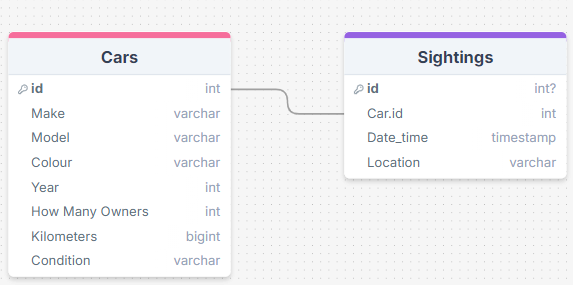 Cars
id int
Make varchar
Model varchar
Colour varchar
Year int
How Many Owners int
Kilometers bigint
Condition varchar
Sightings
id int?
Car.id int
Date_time timestamp
Location varchar